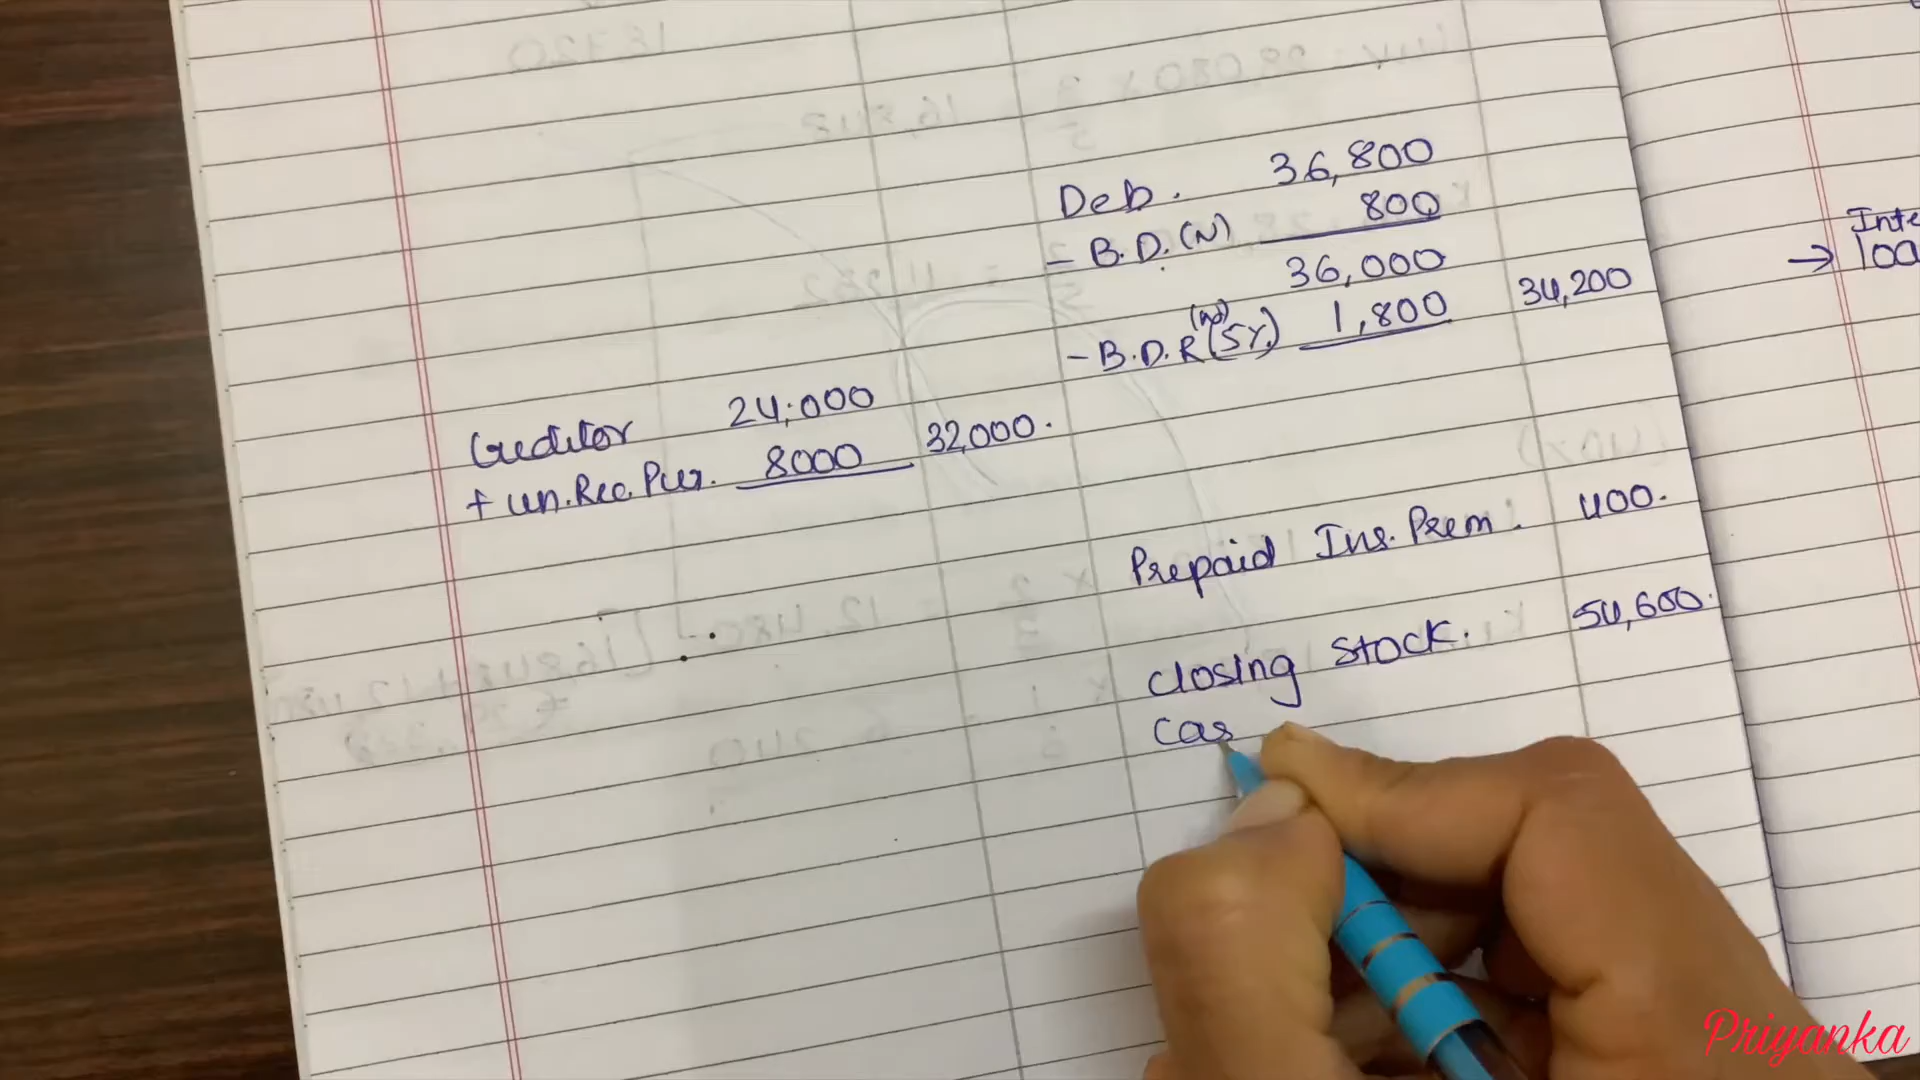 Deb. 36,800
- B.D.(N) 800
36,000
- B.D.R (5%) 1,800 34,200
Creditor 24,000
+ un.Rec.Pur. 8000 32,000.
Prepaid Ins. Prem. 400.
closing stock. 54,600.
cas
Inte
→ loa
Priyanka